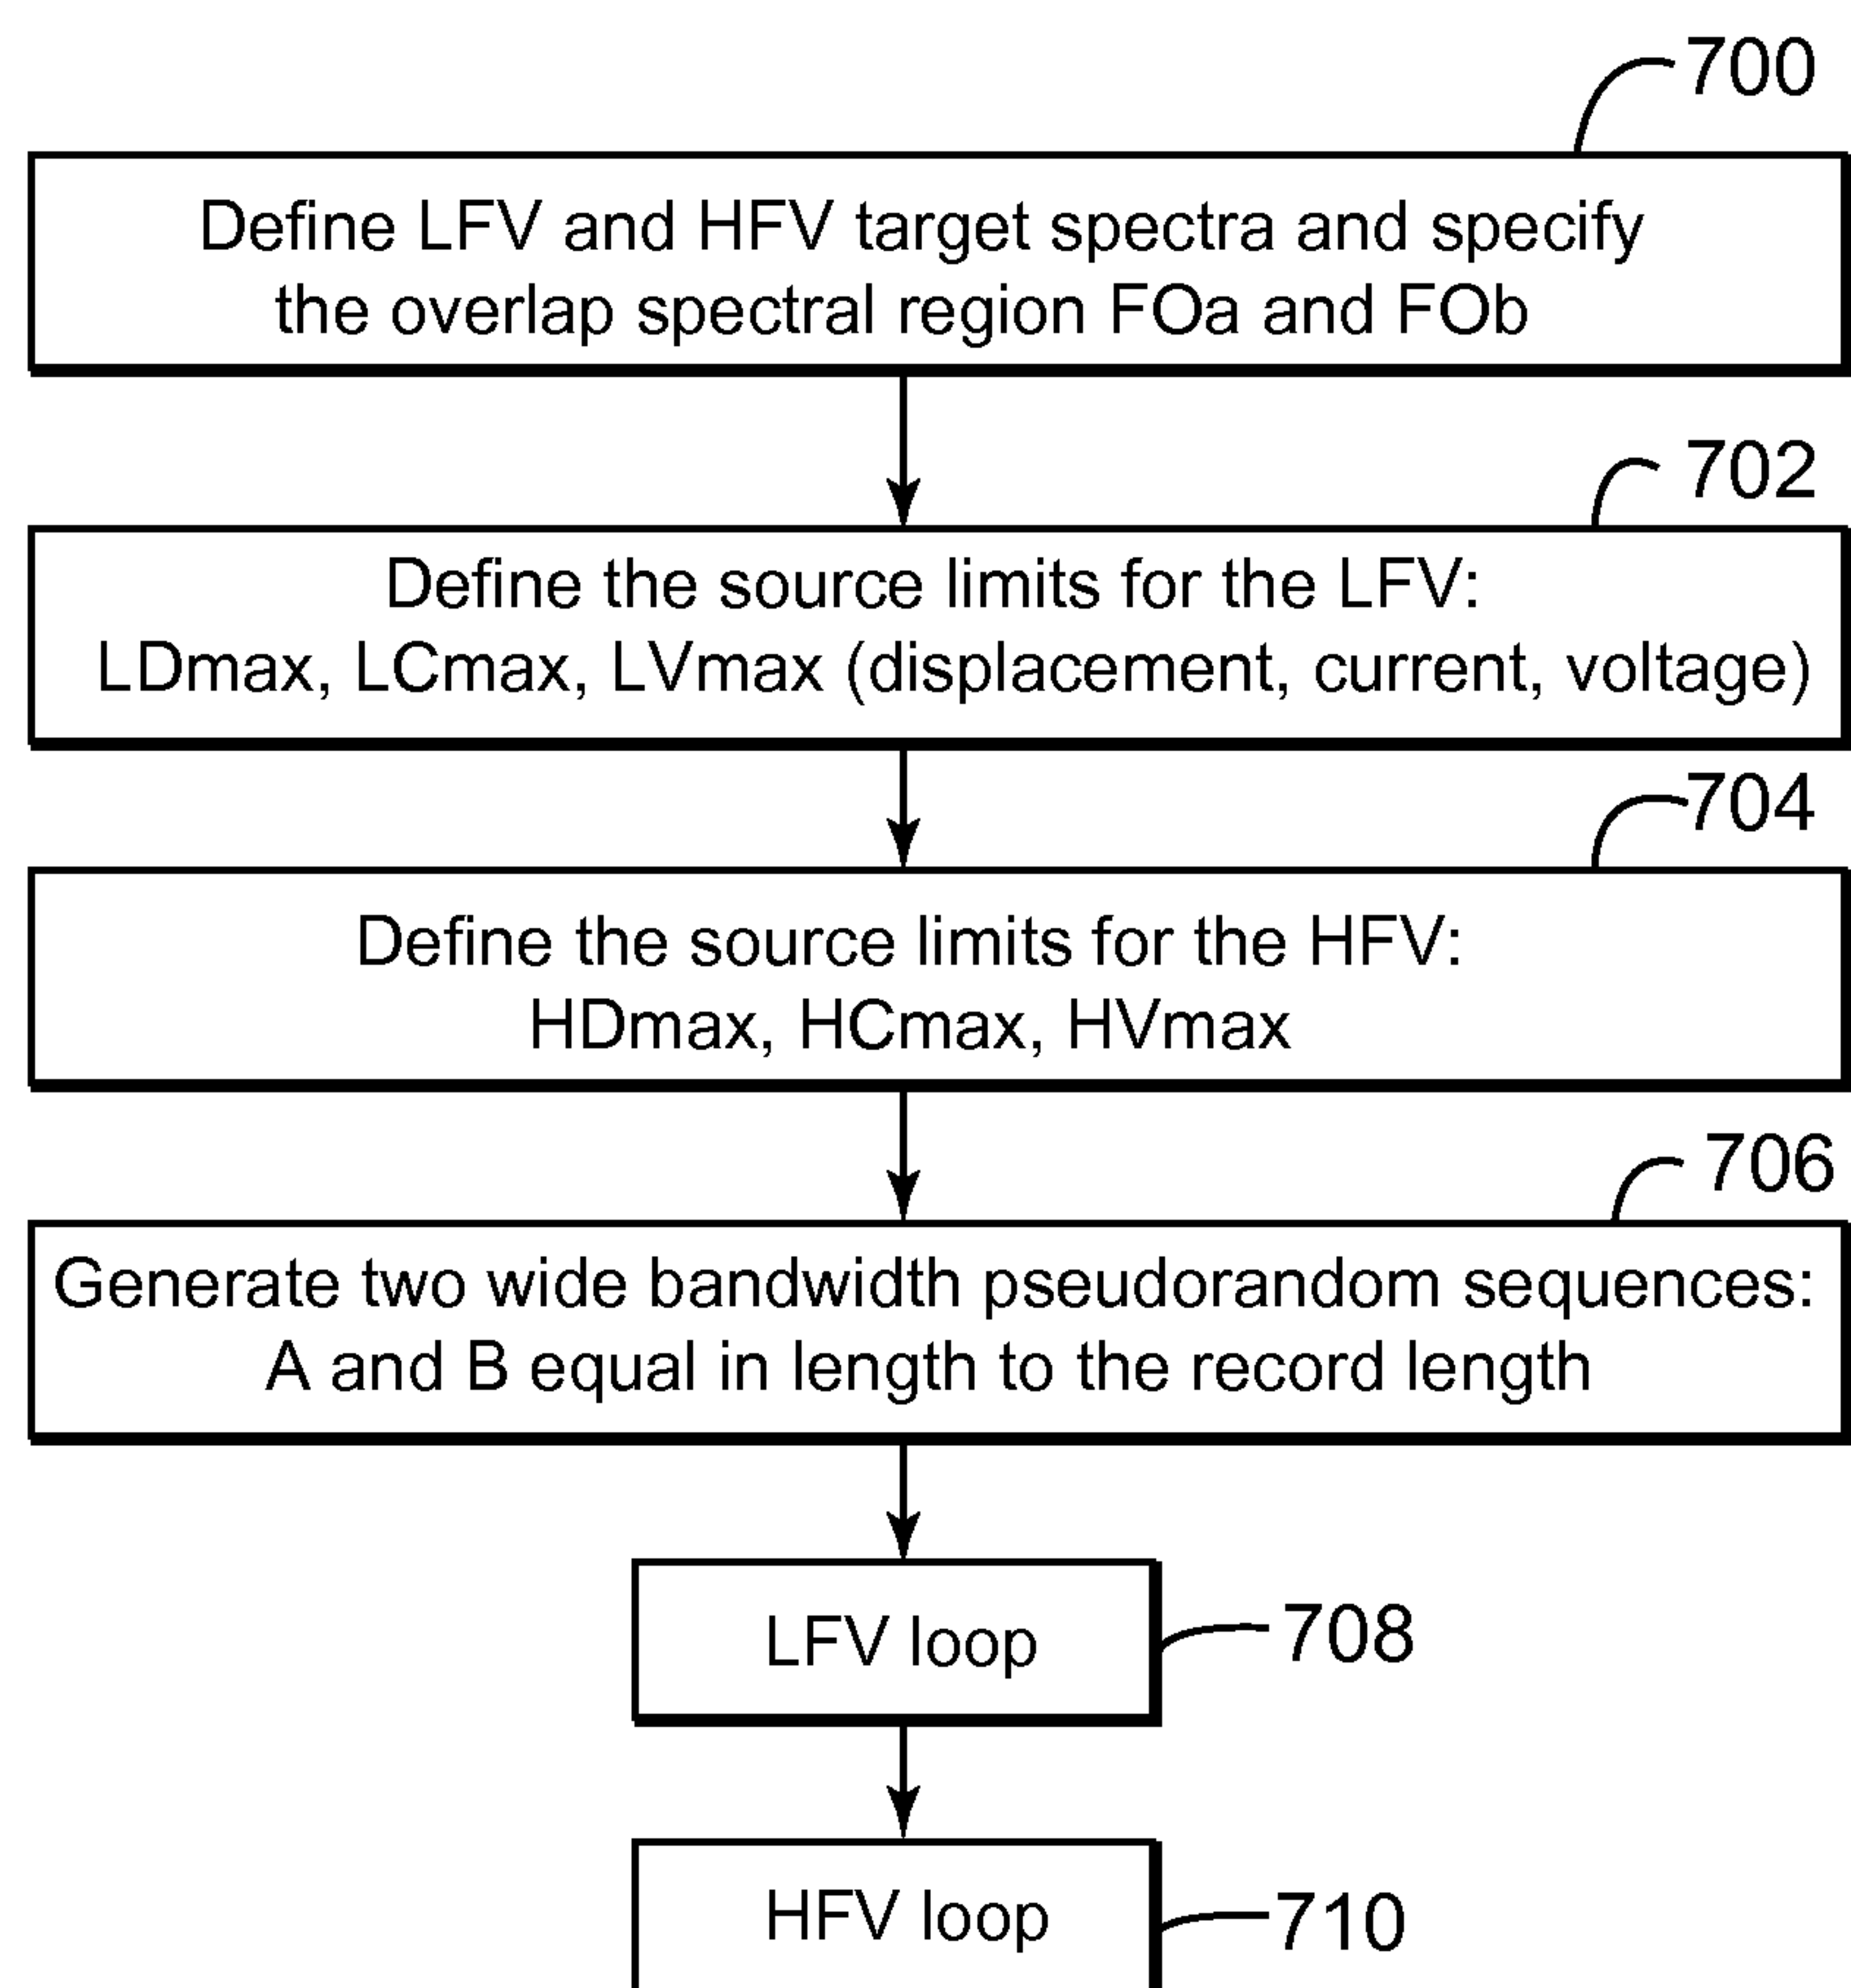 700
Define LFV and HFV target spectra and specify
the overlap spectral region FOa and FOb
702
Define the source limits for the LFV:
LDmax, LCmax, LVmax (displacement, current, voltage)
704
Define the source limits for the HFV:
HDmax, HCmax, HVmax
706
Generate two wide bandwidth pseudorandom sequences:
A and B equal in length to the record length
LFV loop
708
HFV loop
710